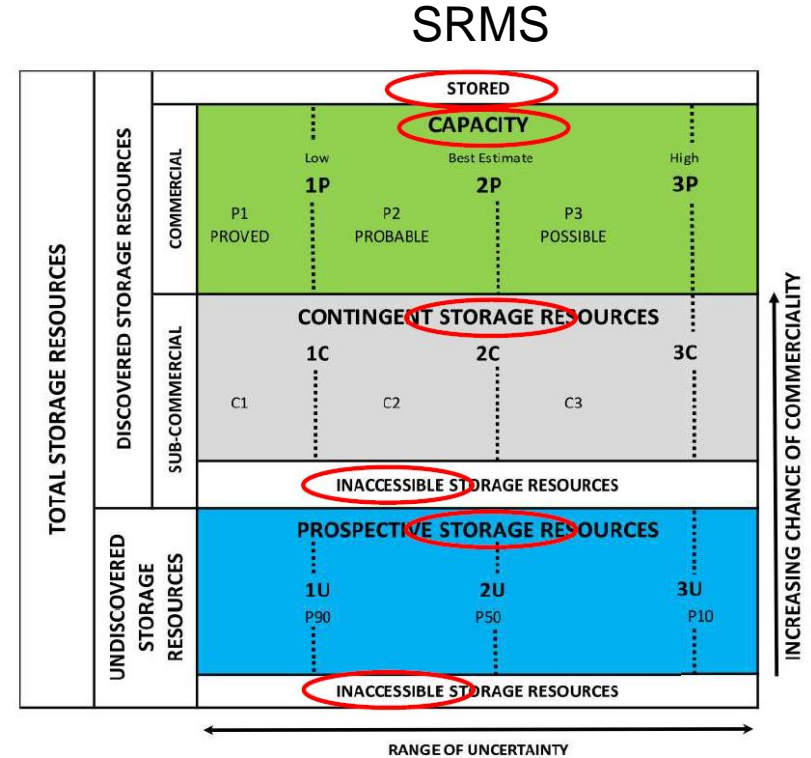 SRMS
STORED
CAPACITY
Low Best Estimate High
1P 2P 3P
P1 P2 P3
PROVED PROBABLE POSSIBLE
CONTINGENT STORAGE RESOURCES
1C 2C 3C
C1 C2 C3
INACCESSIBLE STORAGE RESOURCES
PROSPECTIVE STORAGE RESOURCES
1U 2U 3U
P90 P50 P10
INACCESSIBLE STORAGE RESOURCES
TOTAL STORAGE RESOURCES
DISCOVERED STORAGE RESOURCES
COMMERCIAL
SUB-COMMERCIAL
UNDISCOVERED
STORAGE
RESOURCES
INCREASING CHANCE OF COMMERCIALITY
RANGE OF UNCERTAINTY